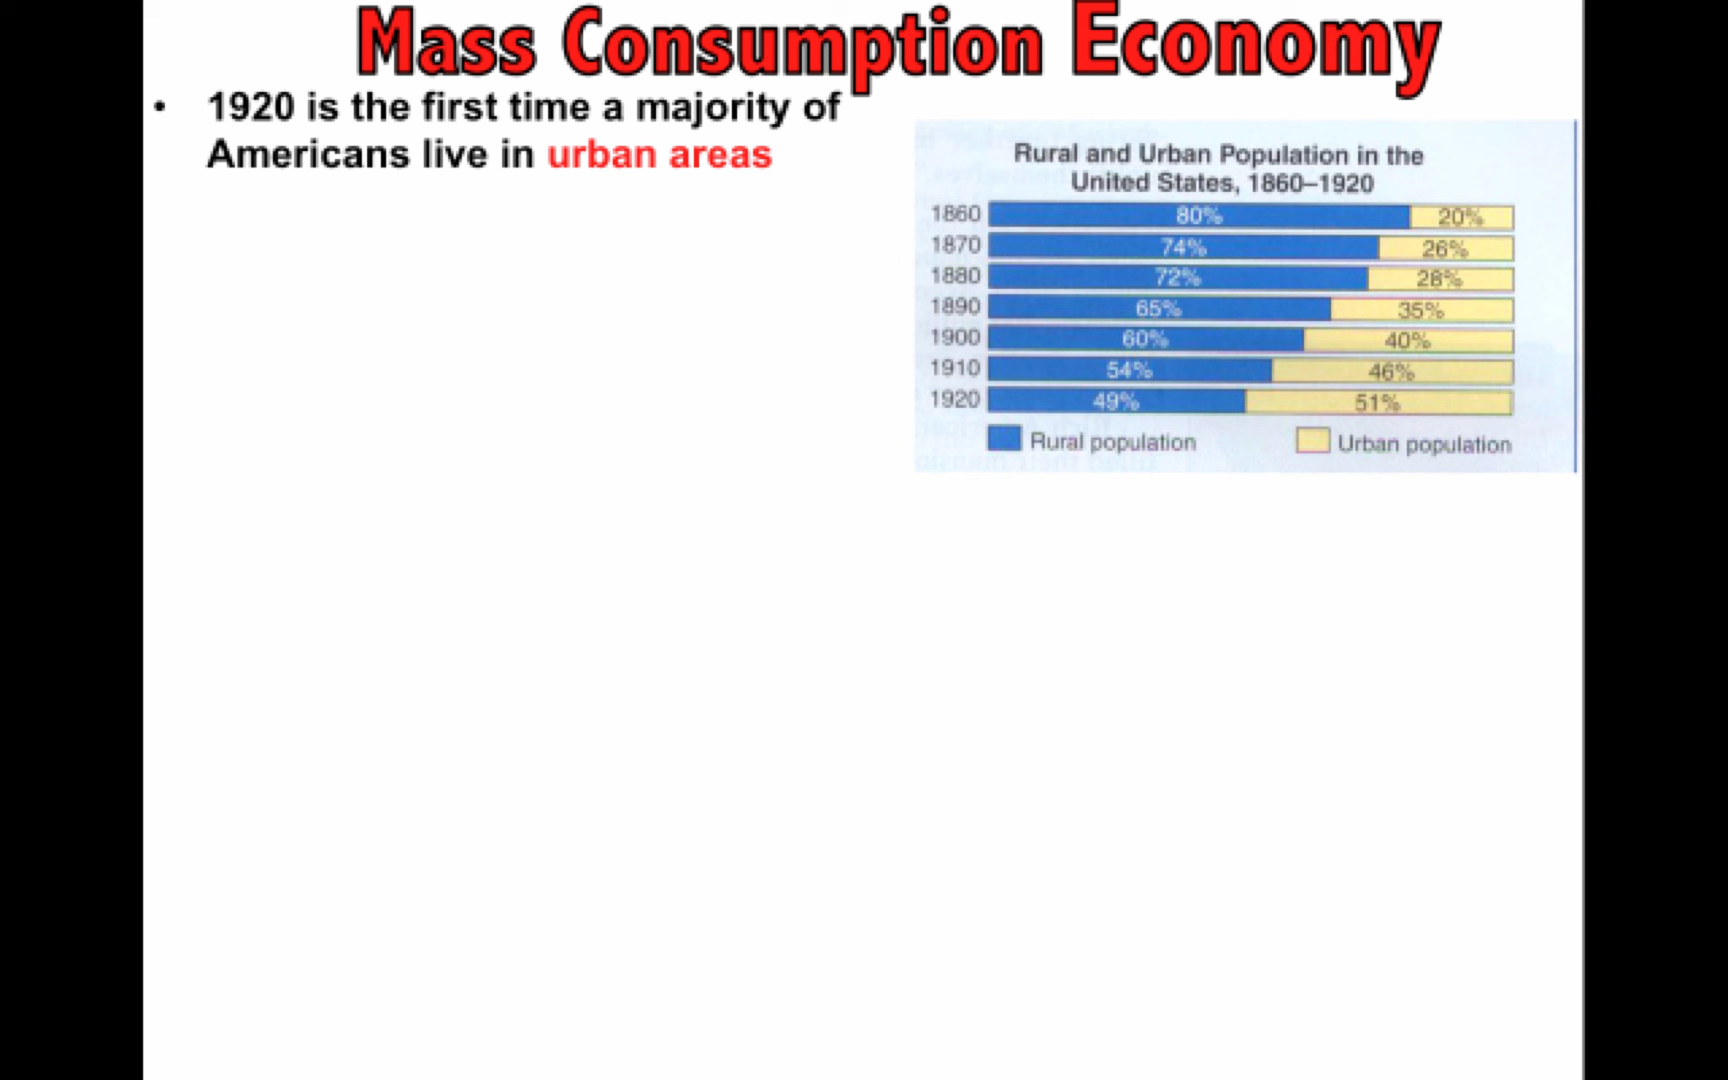 Mass Consumption Economy
• 1920 is the first time a majority of
Americans live in urban areas
Rural and Urban Population in the
United States, 1860–1920
1860 80% 20%
1870 74% 26%
1880 72% 28%
1890 65% 35%
1900 60% 40%
1910 54% 46%
1920 49% 51%
Rural population Urban population